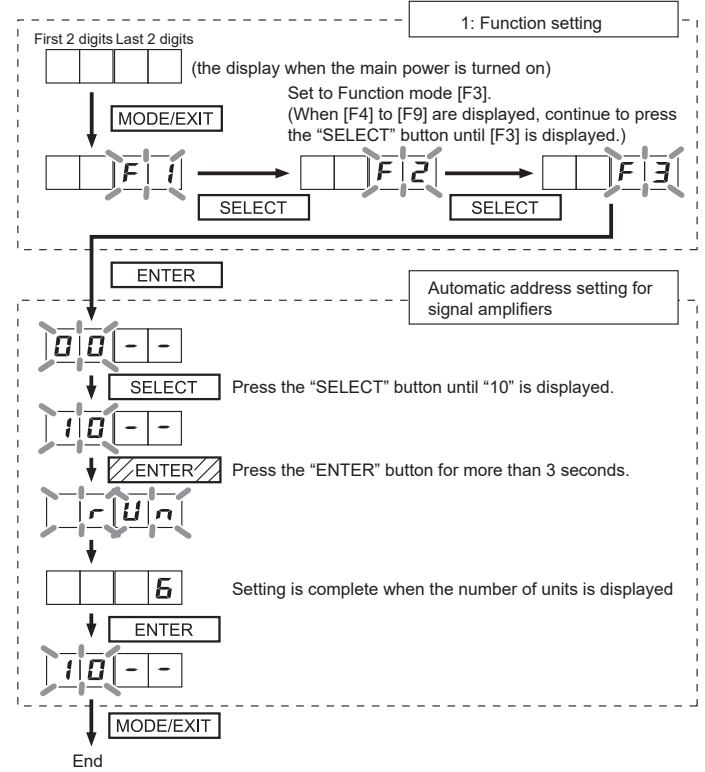 1: Function setting
First 2 digits Last 2 digits
(the display when the main power is turned on)
Set to Function mode [F3].
(When [F4] to [F9] are displayed, continue to press
the “SELECT” button until [F3] is displayed.)
MODE/EXIT
F 1
F 2
F 3
SELECT
SELECT
ENTER
Automatic address setting for
signal amplifiers
0 0 - -
SELECT
Press the “SELECT” button until “10” is displayed.
1 0 - -
ENTER
Press the “ENTER” button for more than 3 seconds.
r U n
6
Setting is complete when the number of units is displayed
ENTER
1 0 - -
MODE/EXIT
End